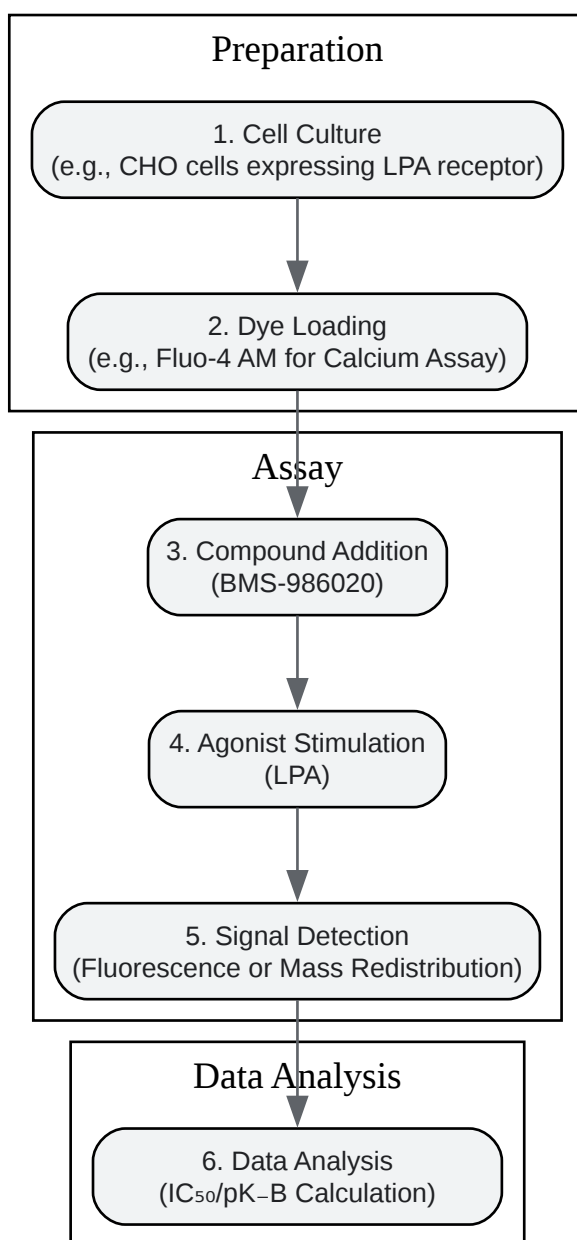 Preparation
1. Cell Culture
(e.g., CHO cells expressing LPA receptor)
2. Dye Loading
(e.g., Fluo-4 AM for Calcium Assay)
Assay
3. Compound Addition
(BMS-986020)
4. Agonist Stimulation
(LPA)
5. Signal Detection
(Fluorescence or Mass Redistribution)
Data Analysis
6. Data Analysis
(IC₅₀/pK₋B Calculation)